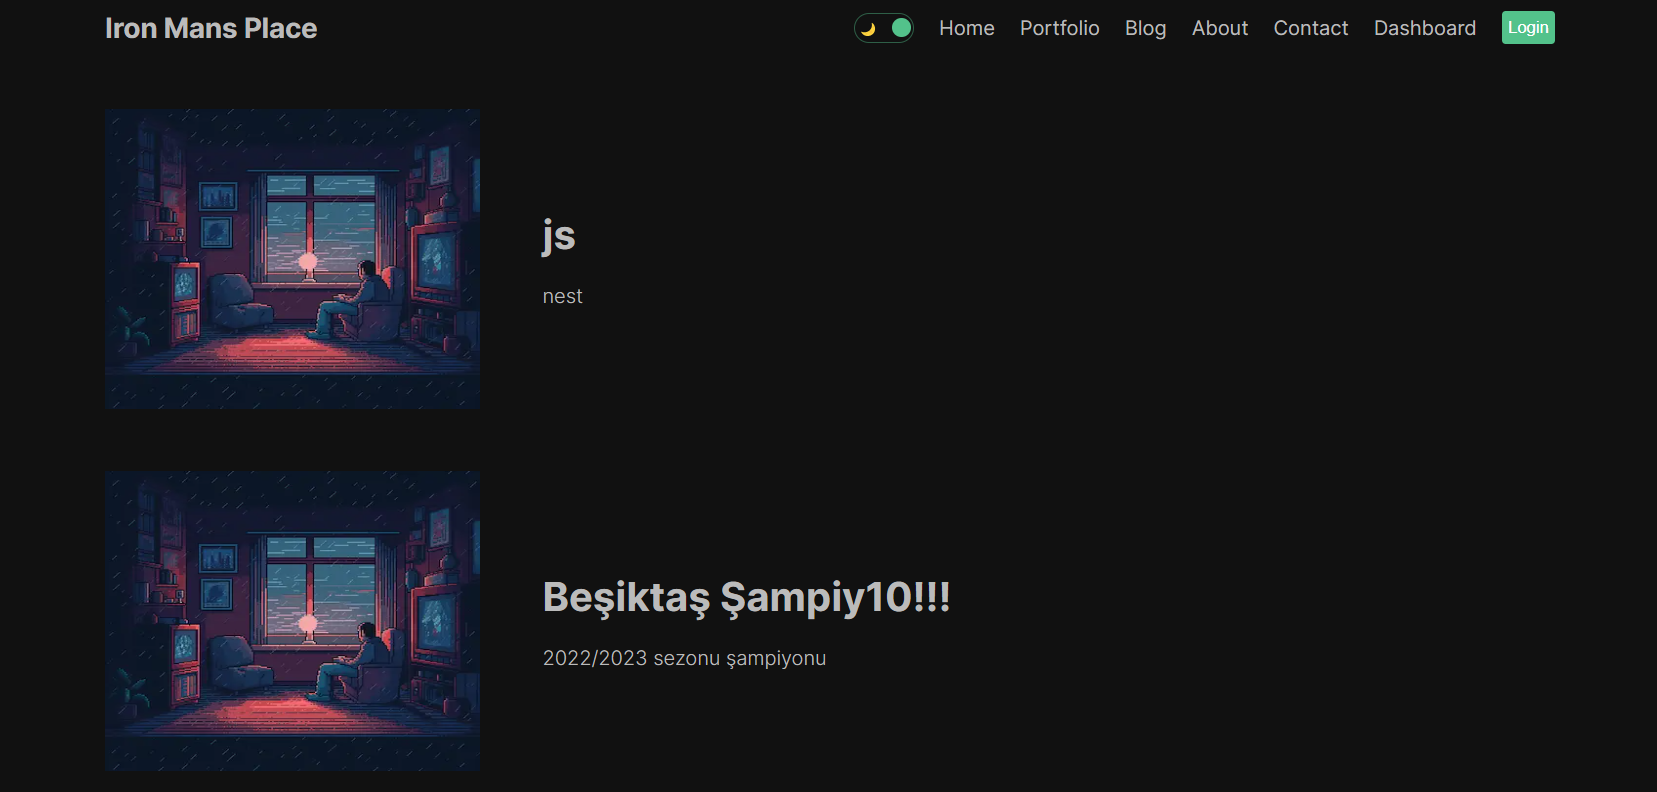 Iron Mans Place
Home Portfolio Blog About Contact Dashboard Login
js
nest
Beşiktaş Şampiy10!!!
2022/2023 sezonu şampiyonu